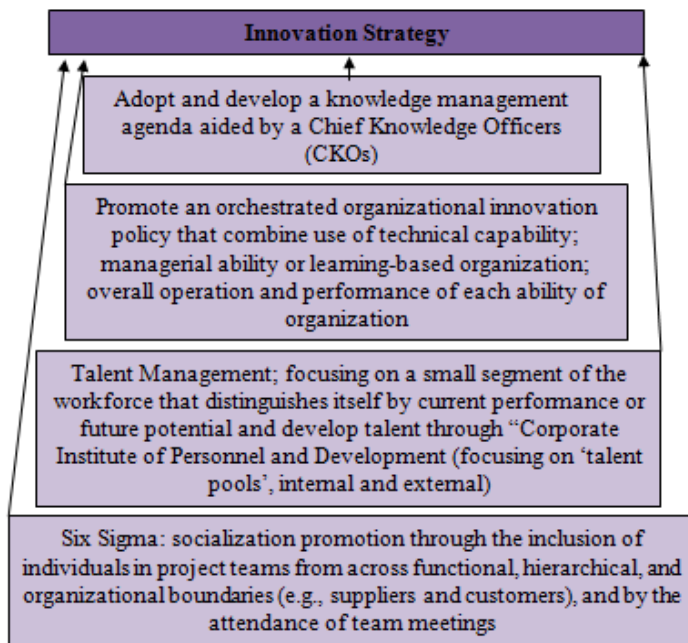 Innovation Strategy
Adopt and develop a knowledge management
agenda aided by a Chief Knowledge Officers
(CKOs)
Promote an orchestrated organizational innovation
policy that combine use of technical capability;
managerial ability or learning-based organization;
overall operation and performance of each ability of
organization
Talent Management; focusing on a small segment of the
workforce that distinguishes itself by current performance or
future potential and develop talent through “Corporate
Institute of Personnel and Development (focusing on ‘talent
pools’, internal and external)
Six Sigma: socialization promotion through the inclusion of
individuals in project teams from across functional, hierarchical, and
organizational boundaries (e.g., suppliers and customers), and by the
attendance of team meetings